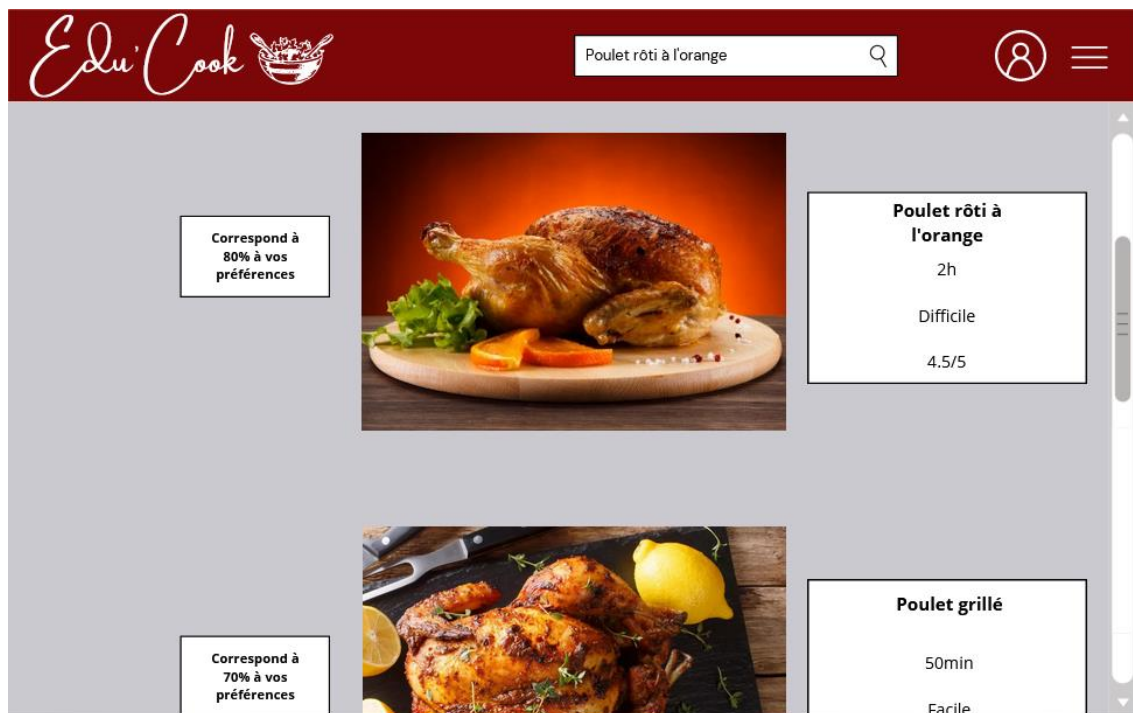 Edu'Cook
Poulet rôti à l'orange
Correspond à
80% à vos
préférences
Poulet rôti à
l'orange
2h
Difficile
4.5/5
Correspond à
70% à vos
préférences
Poulet grillé
50min
Facile